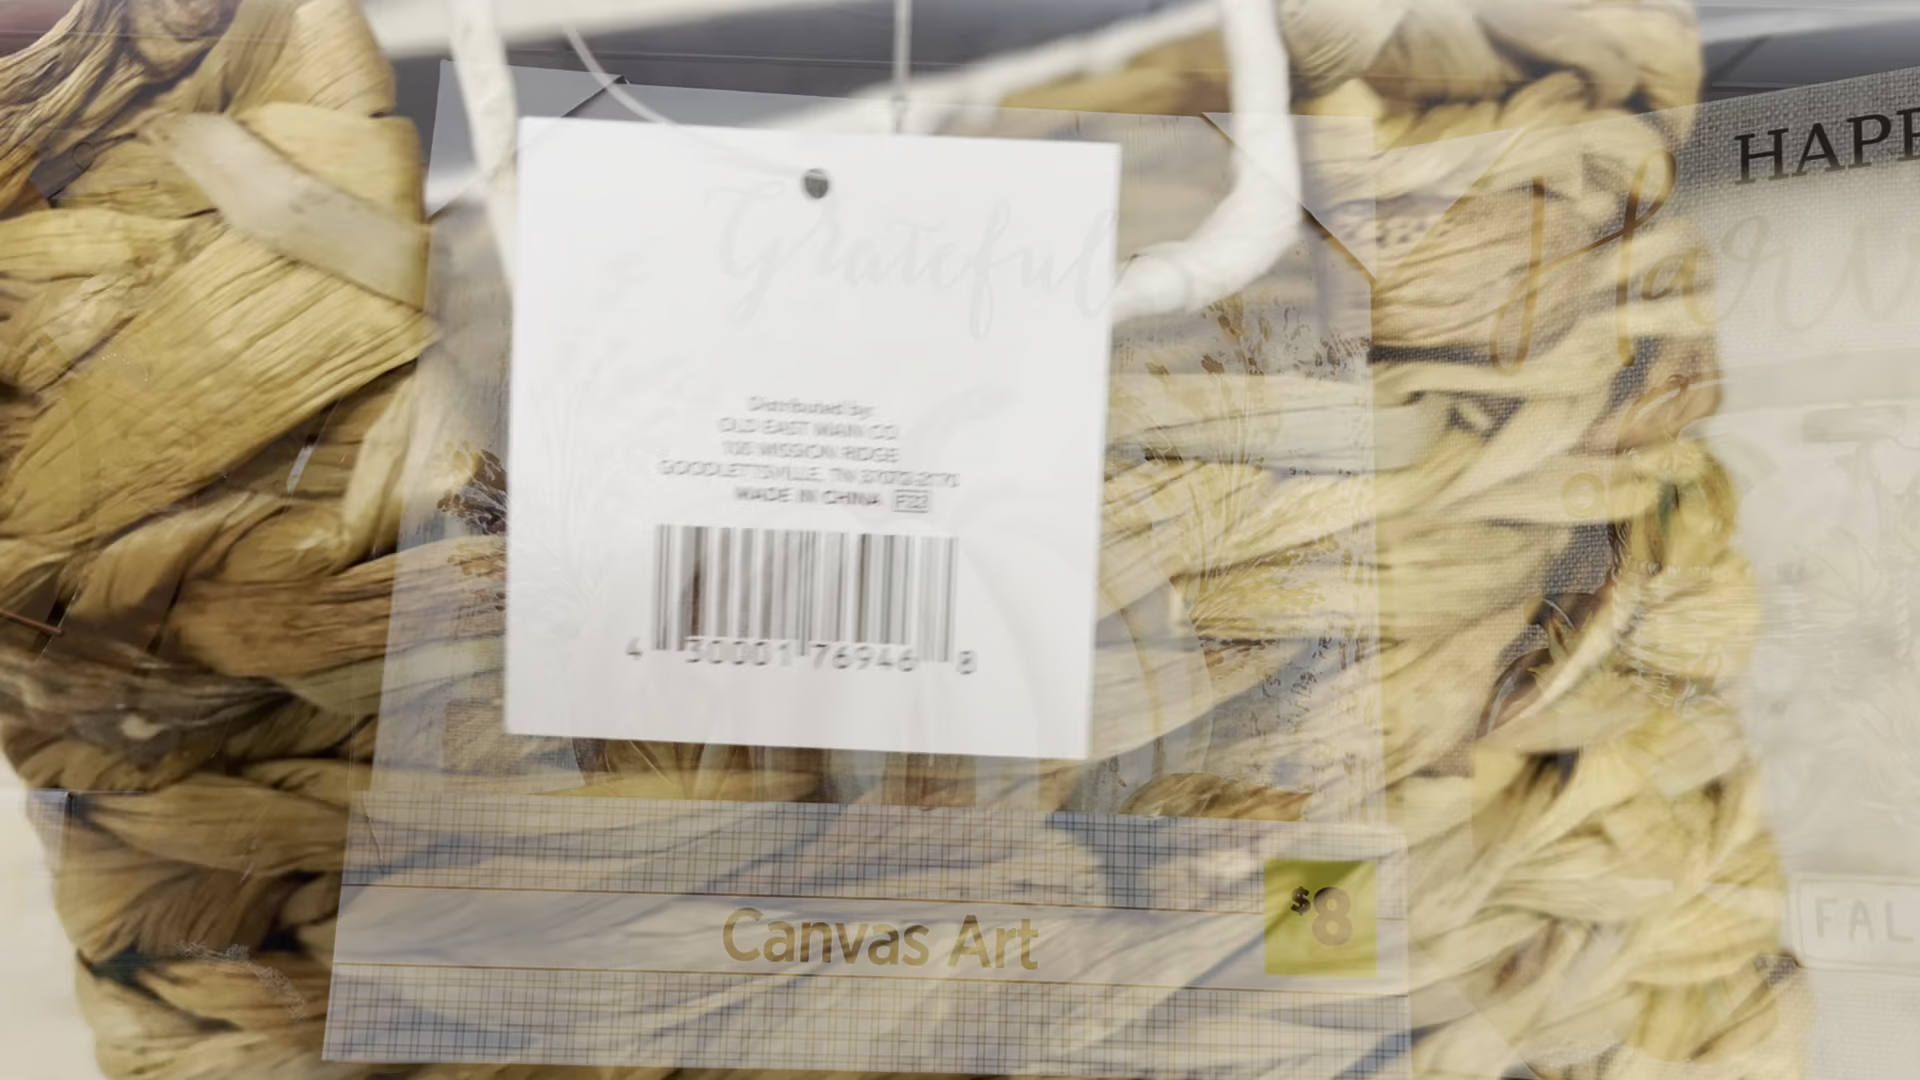 HAPP
Grateful
Harv
Distributed by:
OLD EAST MAIN CO
MISSION RIDGE
GOODLETTSVILLE, TN
MADE IN CHINA
4 30001 76946 8
$8
Canvas Art
FAL